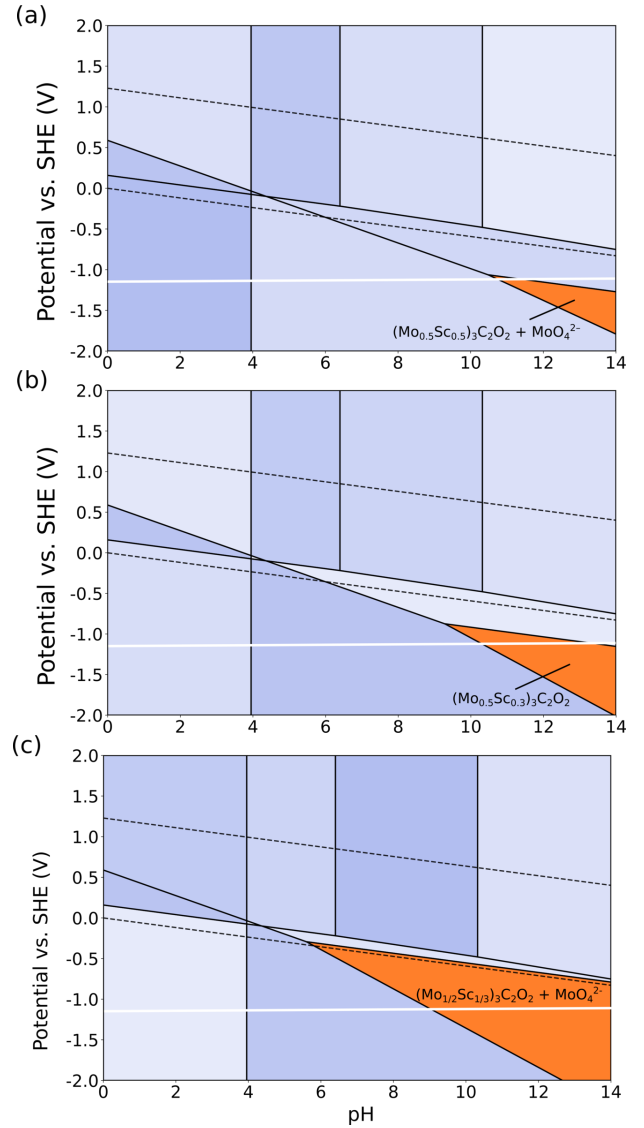 (a)
Potential vs. SHE (V)
2.0
1.5
1.0
0.5
0.0
-0.5
-1.0
-1.5
-2.0
(Mo₀.₅Sc₀.₅)₃C₂O₂ + MoO₄²⁻
0 2 4 6 8 10 12 14
(b)
Potential vs. SHE (V)
2.0
1.5
1.0
0.5
0.0
-0.5
-1.0
-1.5
-2.0
(Mo₀.₅Sc₀.₃)₃C₂O₂
0 2 4 6 8 10 12 14
(c)
Potential vs. SHE (V)
2.0
1.5
1.0
0.5
0.0
-0.5
-1.0
-1.5
-2.0
(Mo₁/₂Sc₁/₃)₃C₂O₂ + MoO₄²⁻
0 2 4 6 8 10 12 14
pH